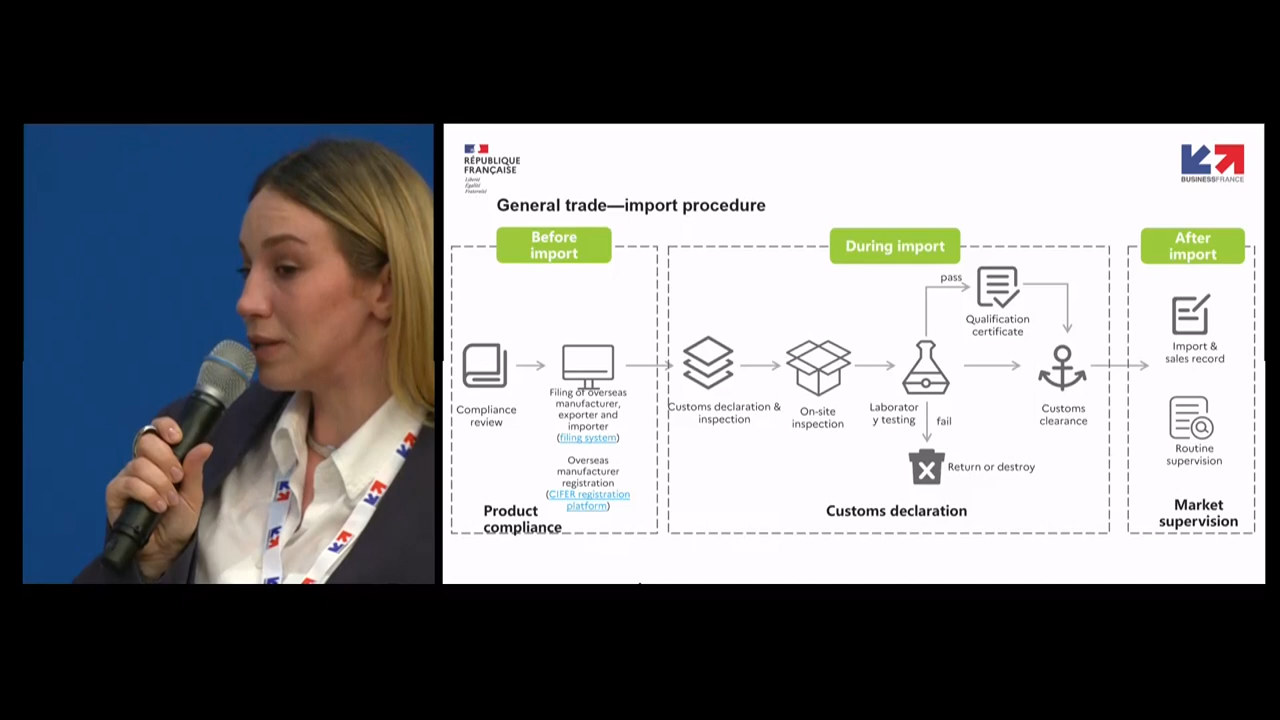 RÉPUBLIQUE
FRANÇAISE
Liberté
Égalité
Fraternité
BUSINESSFRANCE
General trade—import procedure
Before
import
During import
After
import
pass
Qualification
certificate
Import &
sales record
Compliance
review
Filing of overseas
manufacturer,
exporter and
importer
(filing system)
Overseas
manufacturer
registration
(CIFER registration
platform)
Customs declaration &
inspection
On-site
inspection
Laborator
y testing
fail
Customs
clearance
Return or destroy
Routine
supervision
Product
compliance
Customs declaration
Market
supervision